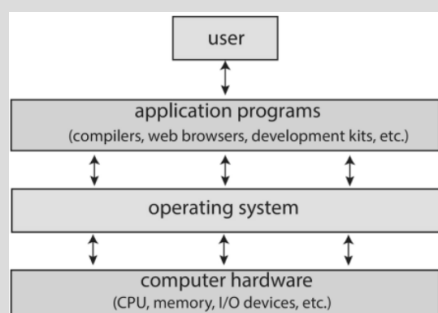 user
application programs
(compilers, web browsers, development kits, etc.)
operating system
computer hardware
(CPU, memory, I/O devices, etc.)